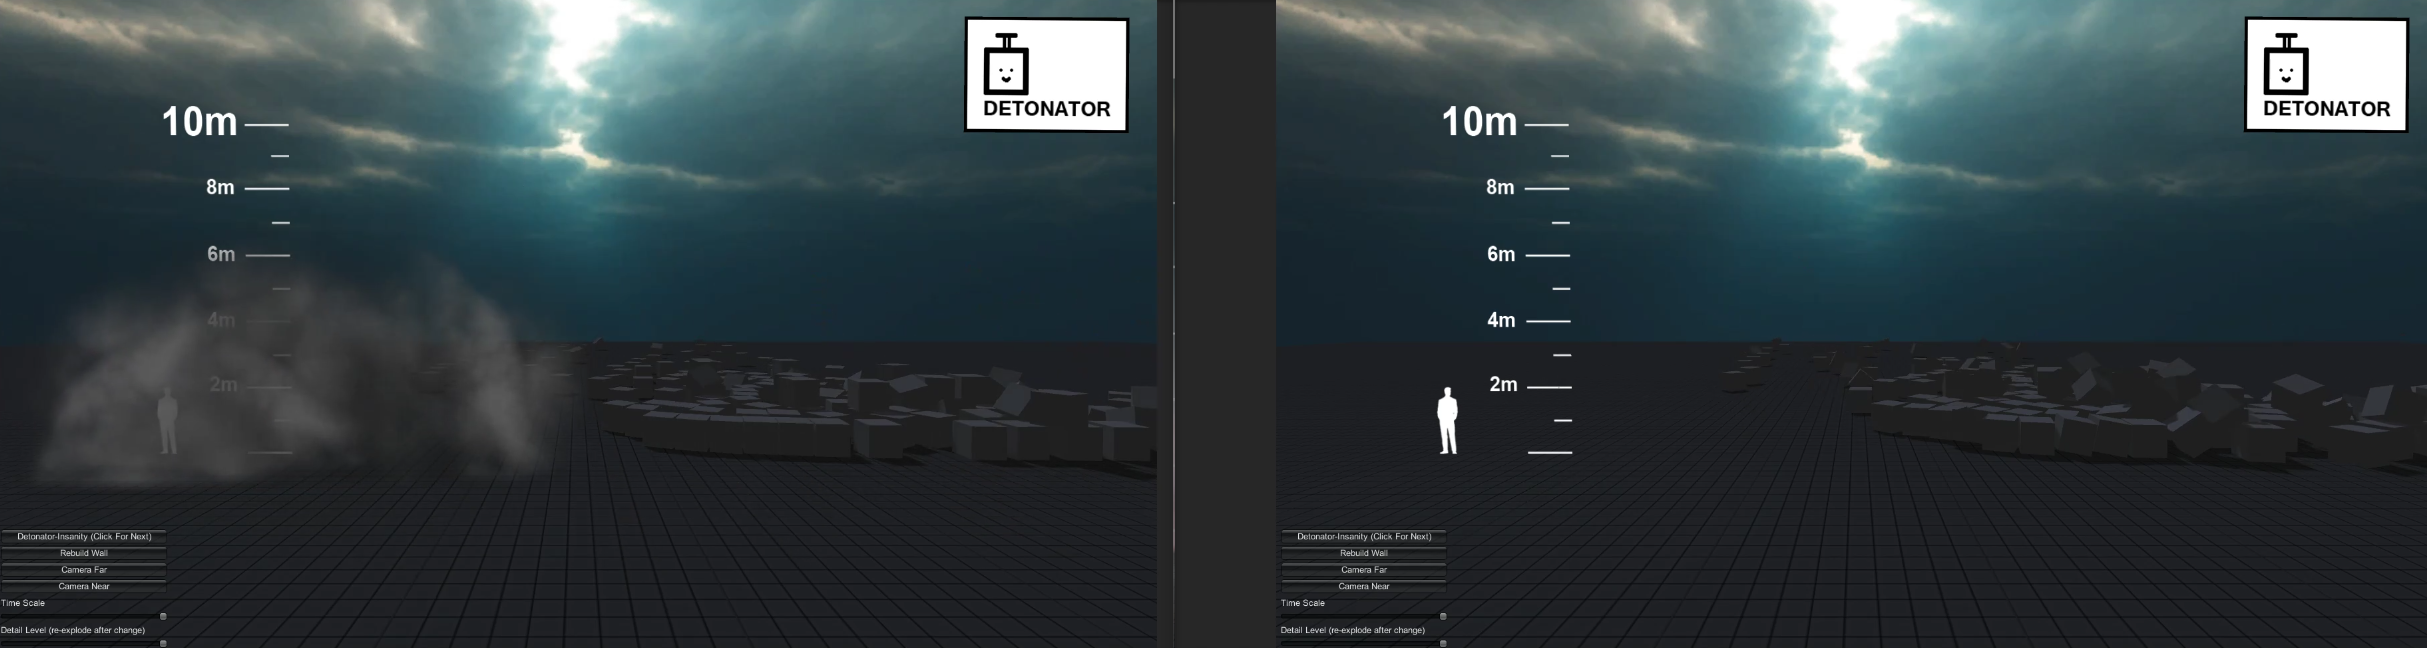 DETONATOR
10m
8m
6m
4m
2m
Detonator-Insanity (Click For Next)
Rebuild Wall
Camera Far
Camera Near
Time Scale
Detail Level (re-explode after change)
DETONATOR
10m
8m
6m
4m
2m
Detonator-Insanity (Click For Next)
Rebuild Wall
Camera Far
Camera Near
Time Scale
Detail Level (re-explode after change)